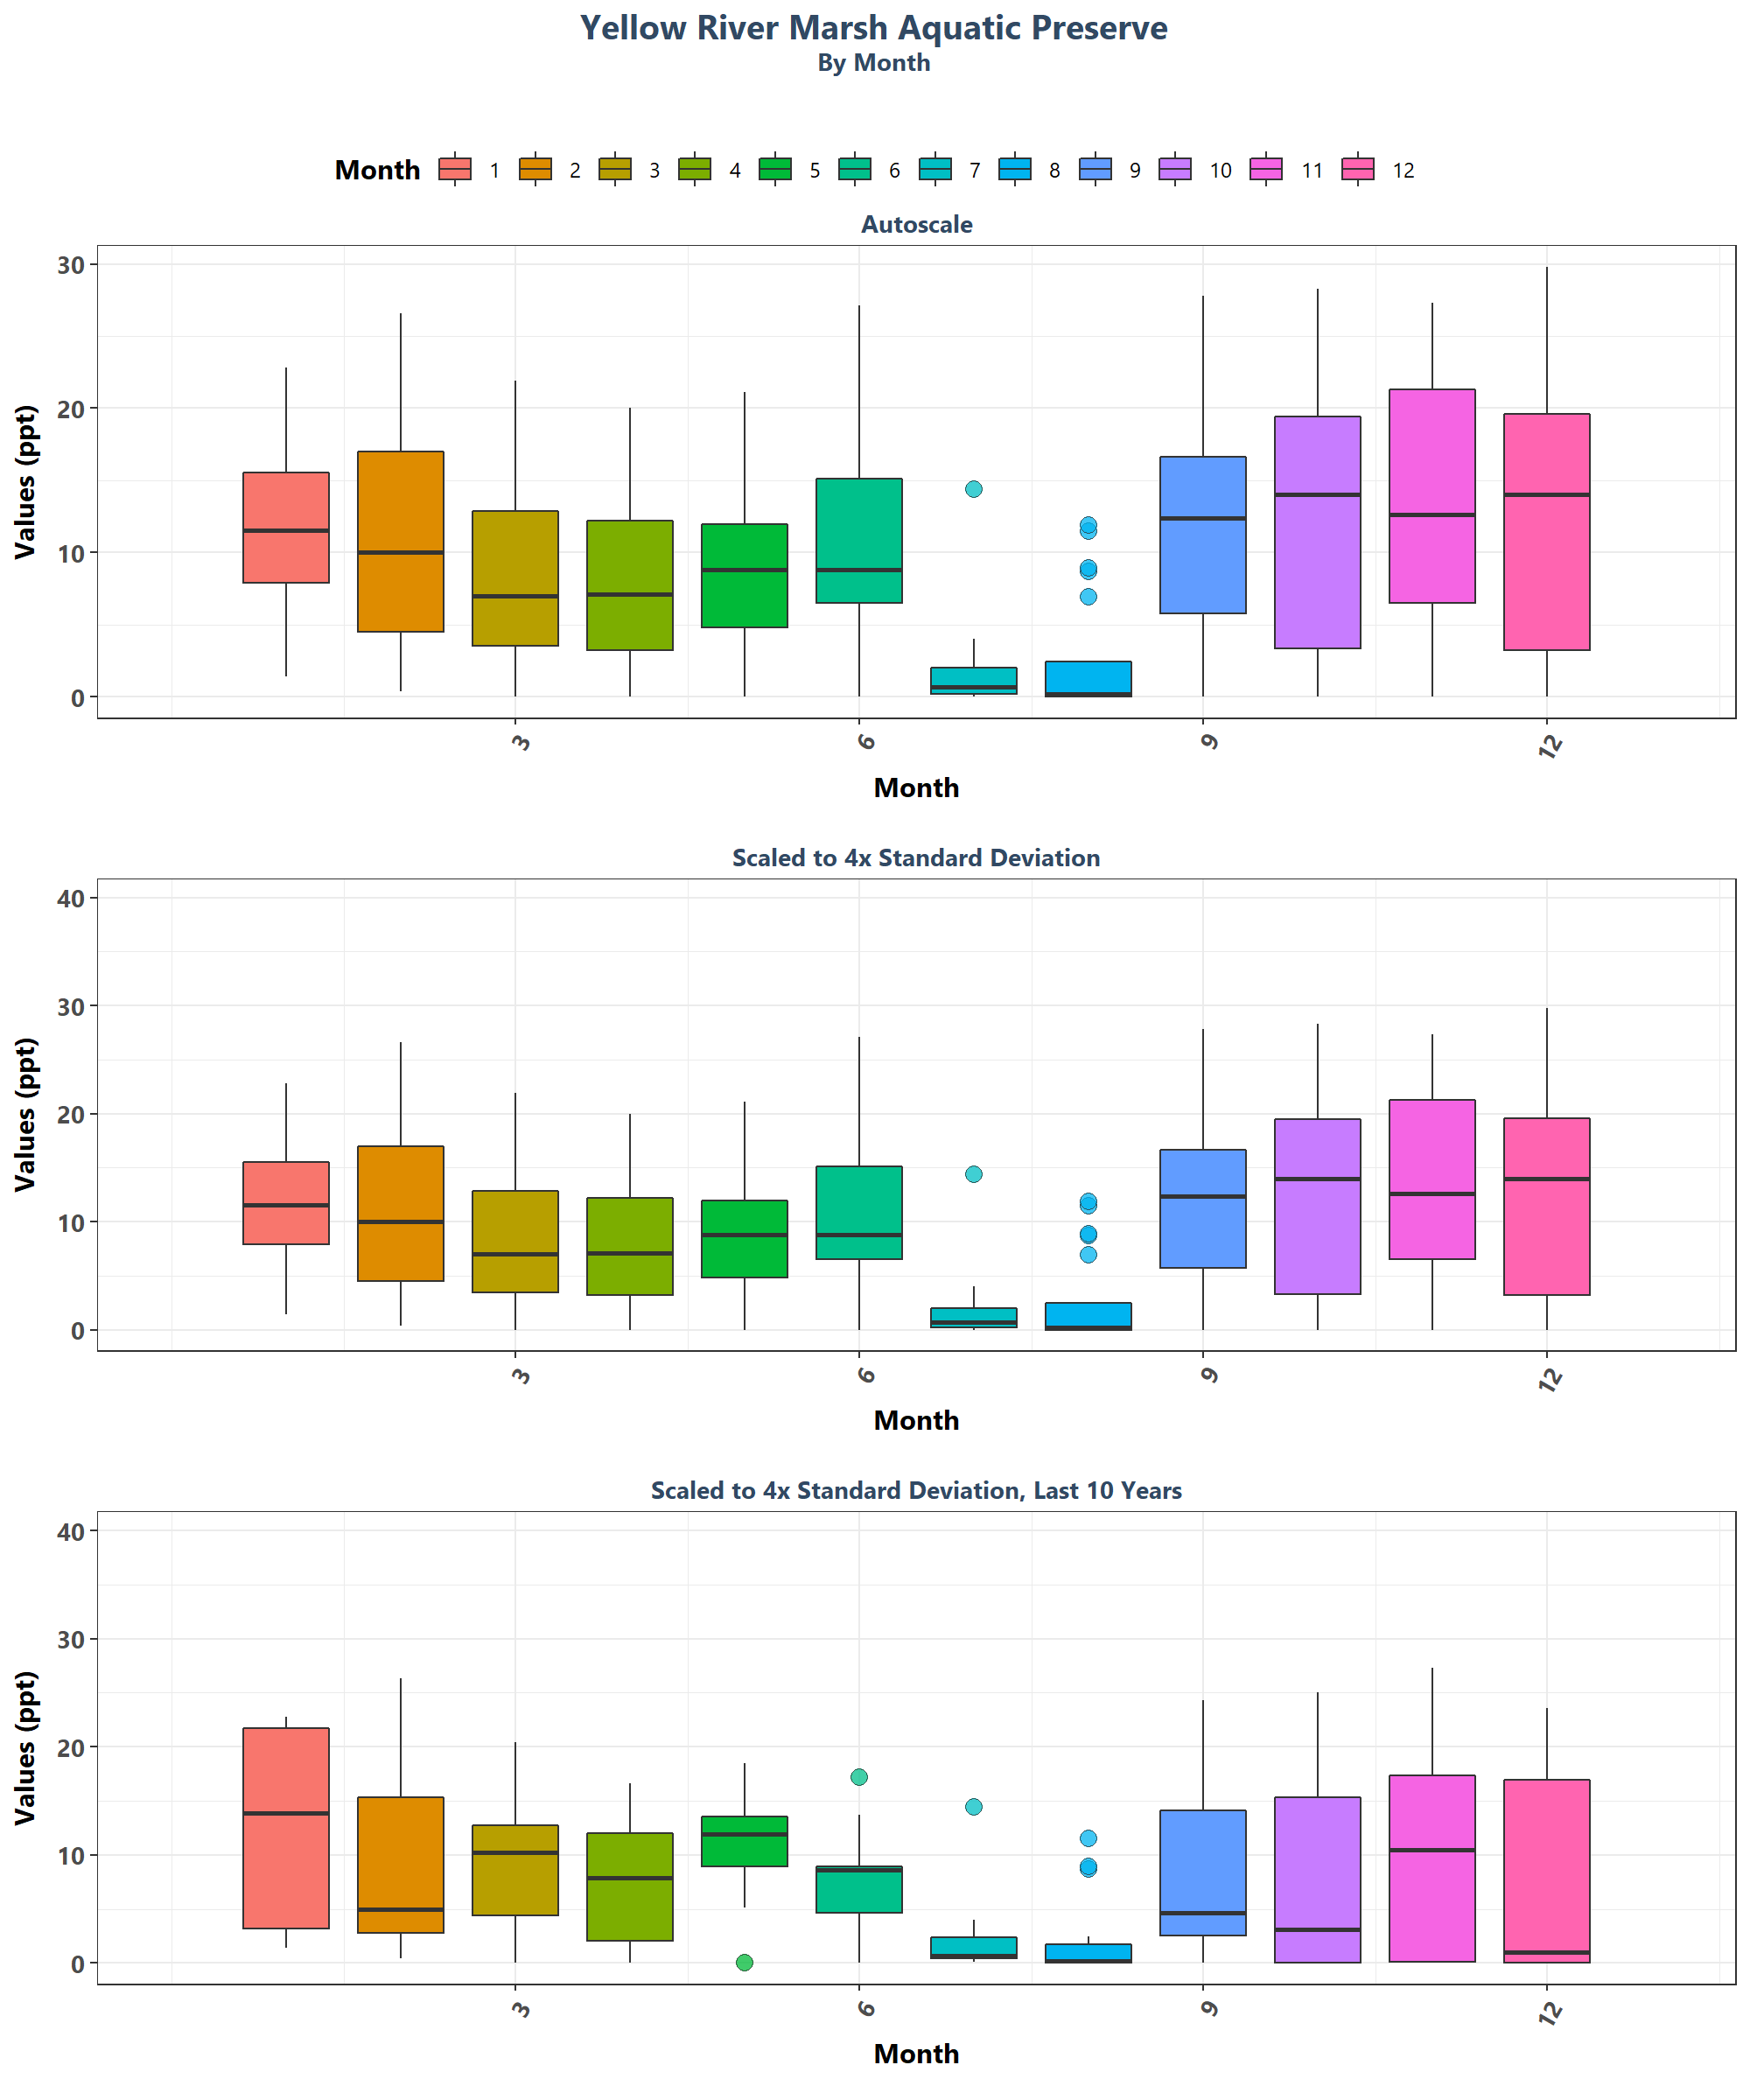 Yellow River Marsh Aquatic Preserve
By Month
Month 1 2 3 4 5 6 7 8 9 10 11 12
Autoscale
30
20
10
0
Values (ppt)
3 6 9 12
Month
Scaled to 4x Standard Deviation
40
30
20
10
0
Values (ppt)
3 6 9 12
Month
Scaled to 4x Standard Deviation, Last 10 Years
40
30
20
10
0
Values (ppt)
3 6 9 12
Month